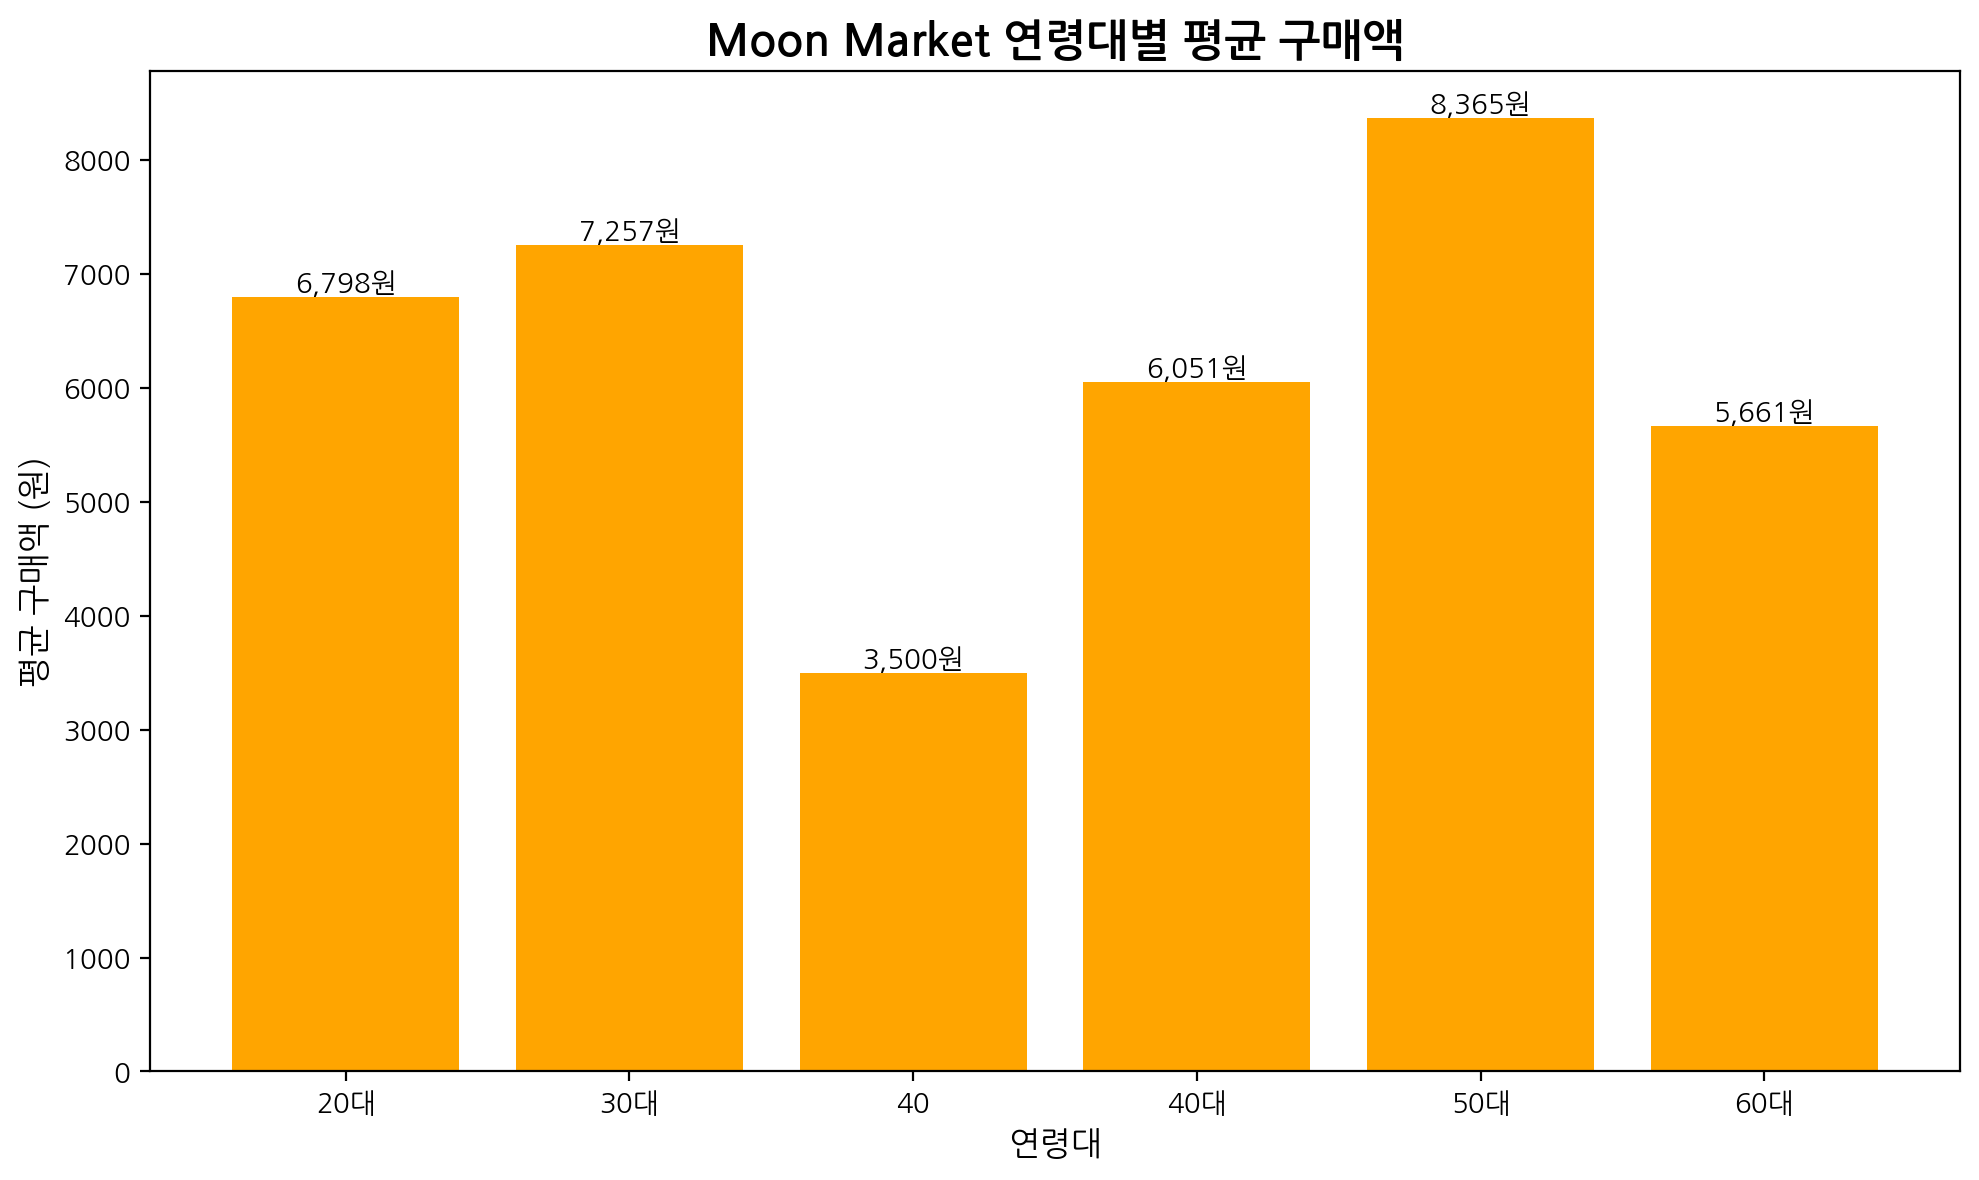 Moon Market 연령대별 평균 구매액
평균 구매액 (원)
8000
7000
6000
5000
4000
3000
2000
1000
0
6,798원
7,257원
3,500원
6,051원
8,365원
5,661원
20대
30대
40
40대
50대
60대
연령대